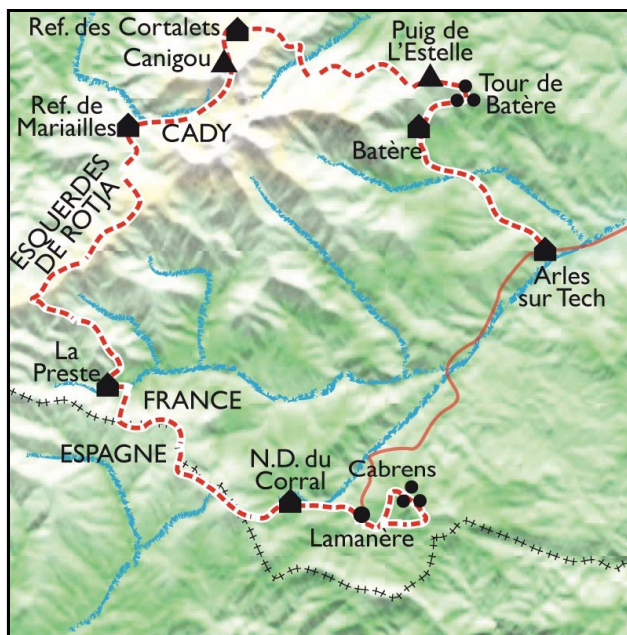 Ref. des Cortalets
Canigou
Puig de
L'Estelle
Tour de
Batère
Ref. de
Mariailles
CADY
Batère
ESQUERDES
DE ROTJA
Arles
sur Tech
La
Preste
FRANCE
ESPAGNE
N.D. du
Corral
Cabrens
Lamanère